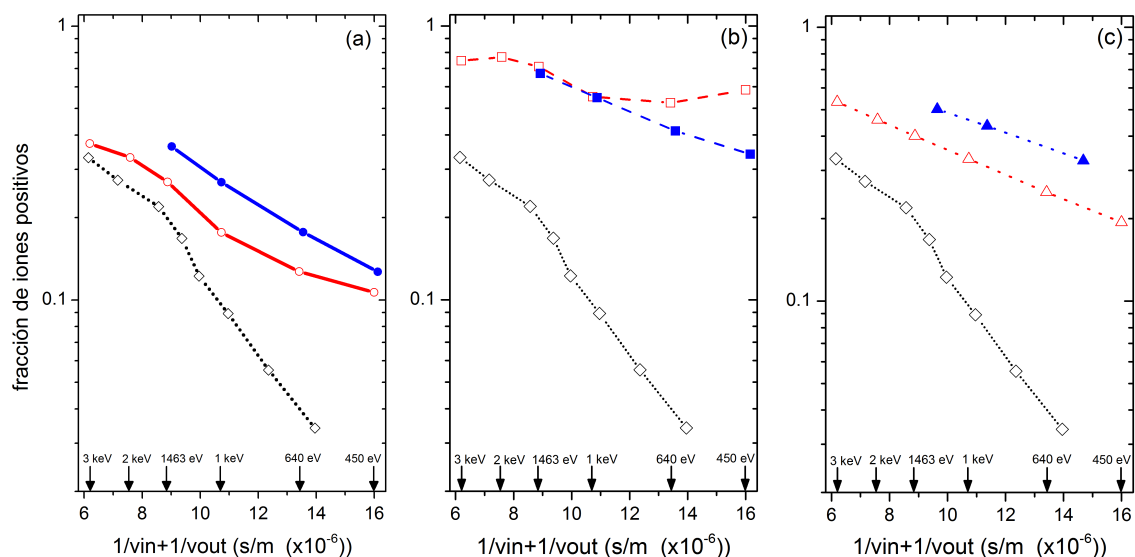 (a)
(b)
(c)
1
1
1
fracción de iones positivos
0.1
0.1
0.1
3 keV 2 keV 1463 eV 1 keV 640 eV 450 eV
3 keV 2 keV 1463 eV 1 keV 640 eV 450 eV
3 keV 2 keV 1463 eV 1 keV 640 eV 450 eV
6 8 10 12 14 16
6 8 10 12 14 16
6 8 10 12 14 16
1/vin+1/vout (s/m (x10⁻⁶))
1/vin+1/vout (s/m (x10⁻⁶))
1/vin+1/vout (s/m (x10⁻⁶))